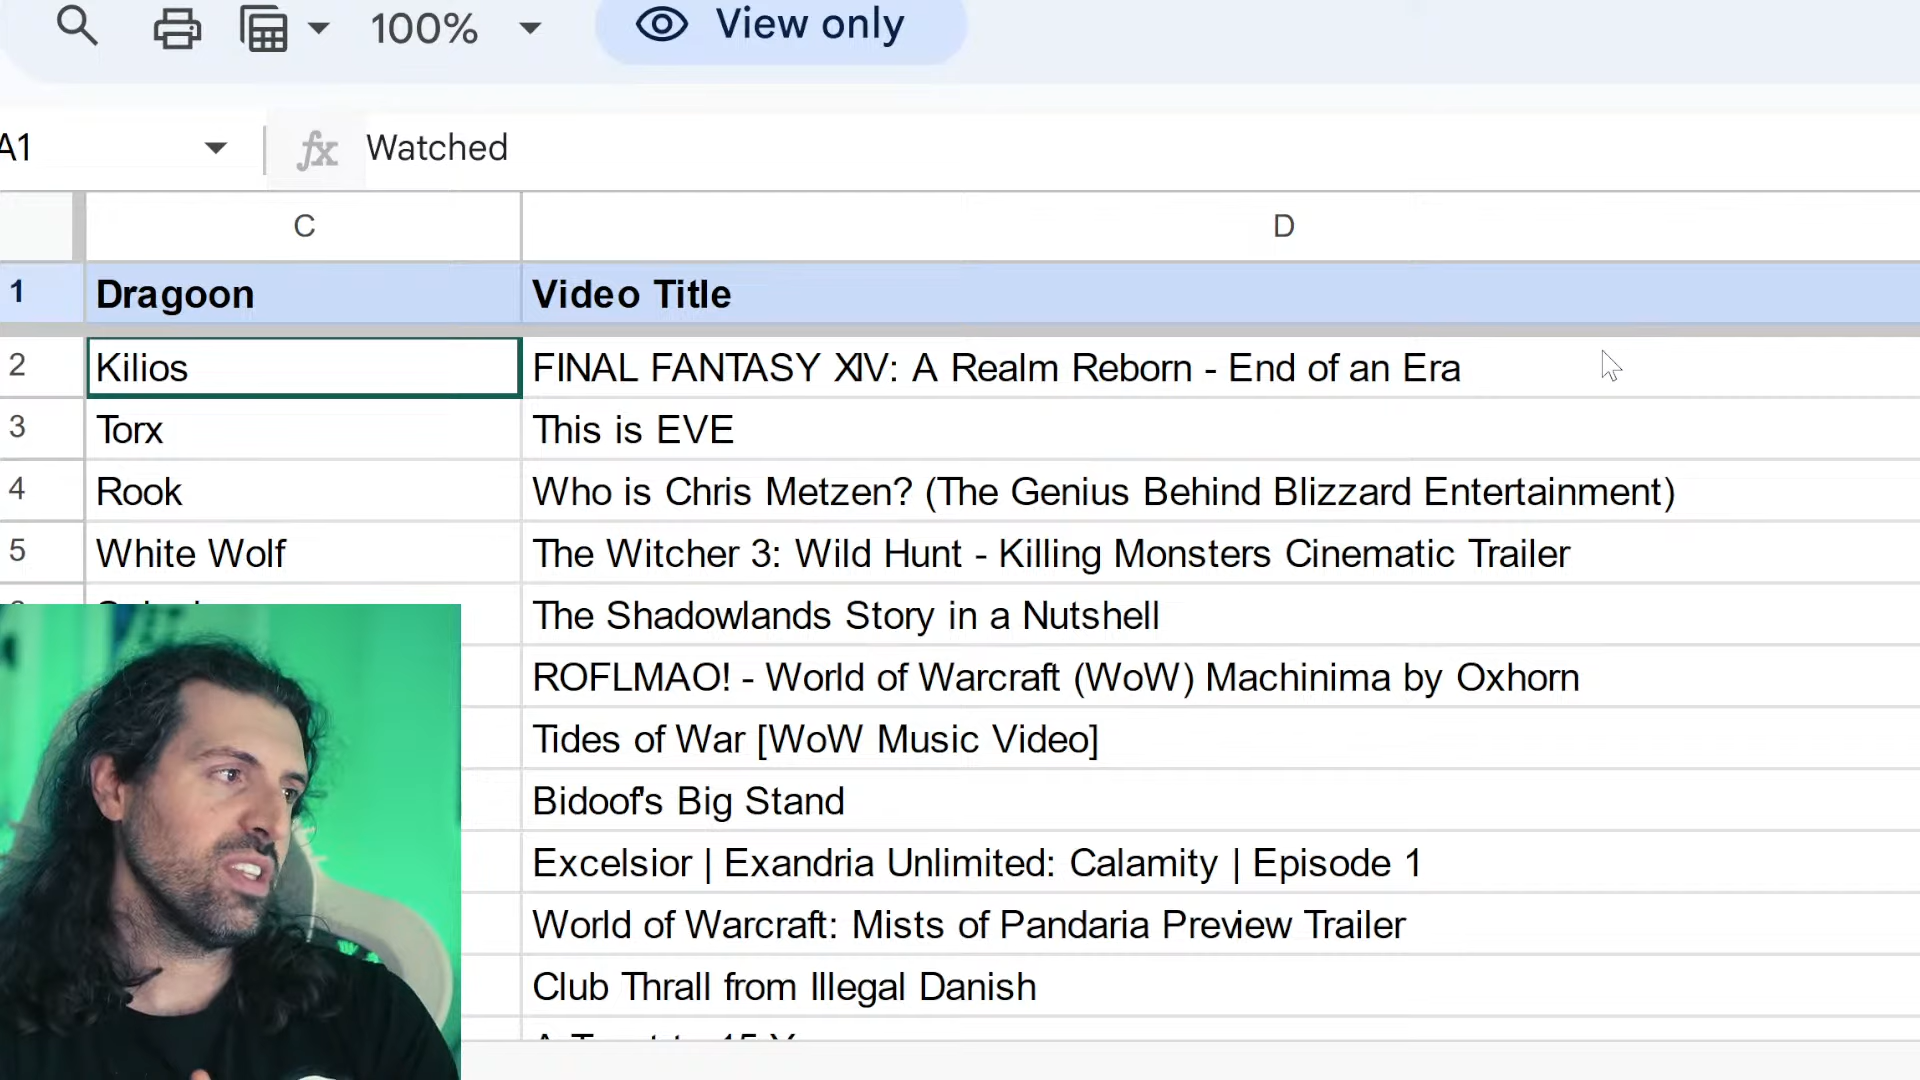 100%
View only
A1
fx
Watched
C D
1 Dragoon Video Title
2 Kilios FINAL FANTASY XIV: A Realm Reborn - End of an Era
3 Torx This is EVE
4 Rook Who is Chris Metzen? (The Genius Behind Blizzard Entertainment)
5 White Wolf The Witcher 3: Wild Hunt - Killing Monsters Cinematic Trailer
The Shadowlands Story in a Nutshell
ROFLMAO! - World of Warcraft (WoW) Machinima by Oxhorn
Tides of War [WoW Music Video]
Bidoof's Big Stand
Excelsior | Exandria Unlimited: Calamity | Episode 1
World of Warcraft: Mists of Pandaria Preview Trailer
Club Thrall from Illegal Danish